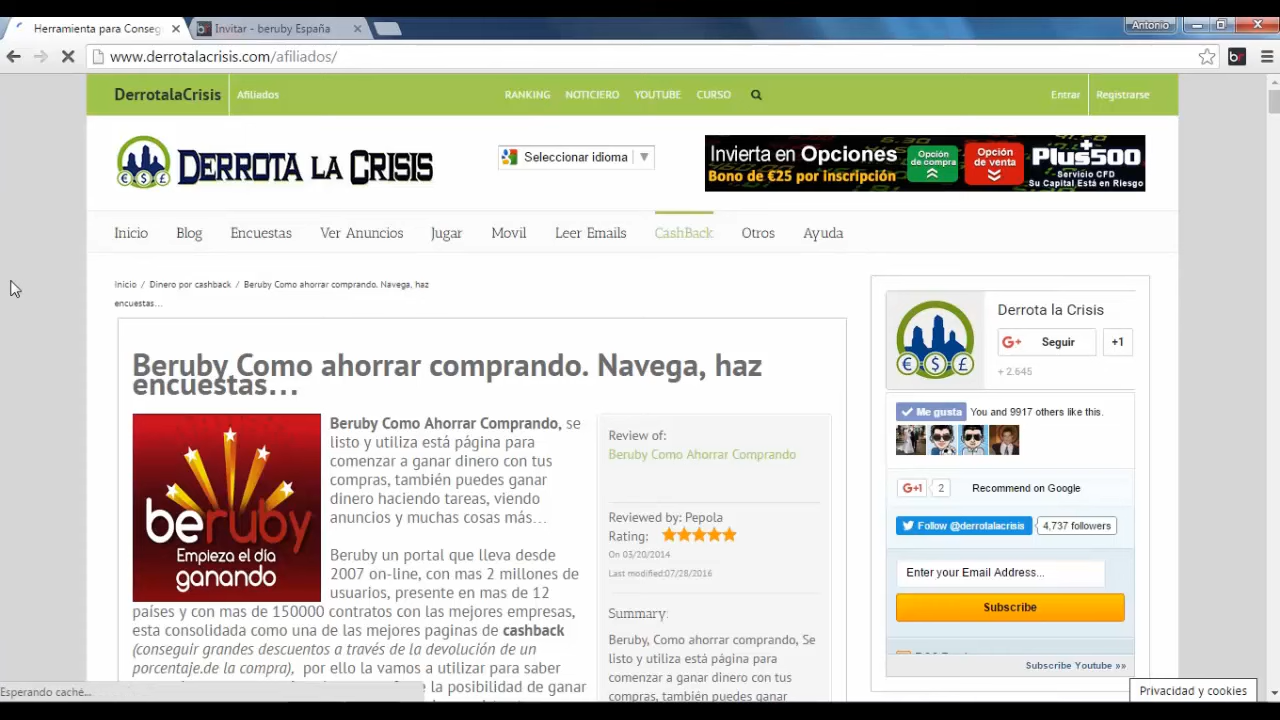 Herramienta para Conseg
Invitar - beruby España
Antonio
www.derrotalacrisis.com/afiliados/
DerrotalaCrisis
Afiliados
RANKING NOTICIERO YOUTUBE CURSO
Entrar
Registrarse
DERROTA LA CRISIS
Seleccionar idioma
Invierta en Opciones
Bono de €25 por inscripción
Opción de compra
Opción de venta
Plus500
Servicio CFD
Su Capital Está en Riesgo
Inicio Blog Encuestas Ver Anuncios Jugar Movil Leer Emails CashBack Otros Ayuda
Inicio / Dinero por cashback / Beruby Como ahorrar comprando. Navega, haz
encuestas...
Beruby Como ahorrar comprando. Navega, haz
encuestas…
beruby
Empieza el día
ganando
Beruby Como Ahorrar Comprando, se
listo y utiliza está página para
comenzar a ganar dinero con tus
compras, también puedes ganar
dinero haciendo tareas, viendo
anuncios y muchas cosas más…
Beruby un portal que lleva desde
2007 on-line, con mas 2 millones de
usuarios, presente en mas de 12
países y con mas de 150000 contratos con las mejores empresas,
esta consolidada como una de las mejores paginas de cashback
(conseguir grandes descuentos a través de la devolución de un
porcentaje.de la compra), por ello la vamos a utilizar para saber
la posibilidad de ganar
Review of:
Beruby Como Ahorrar Comprando
Reviewed by: Pepola
Rating:
On 03/20/2014
Last modified:07/28/2016
Summary:
Beruby, Como ahorrar comprando, Se
listo y utiliza está página para
comenzar a ganar dinero con tus
compras, también puedes ganar
Derrota la Crisis
G+ Seguir
+1
+ 2.645
Me gusta
You and 9917 others like this.
G+1
2
Recommend on Google
Follow @derrotalacrisis
4,737 followers
Enter your Email Address...
Subscribe
Subscribe Youtube »»
Privacidad y cookies
Esperando caché...